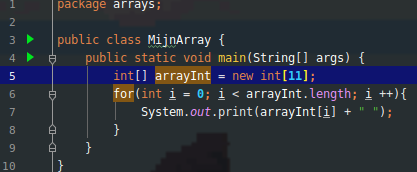 1 package arrays;
2
3 public class MijnArray {
4 public static void main(String[] args) {
5 int[] arrayInt = new int[11];
6 for(int i = 0; i < arrayInt.length; i ++){
7 System.out.print(arrayInt[i] + " ");
8 }
9 }
10 }